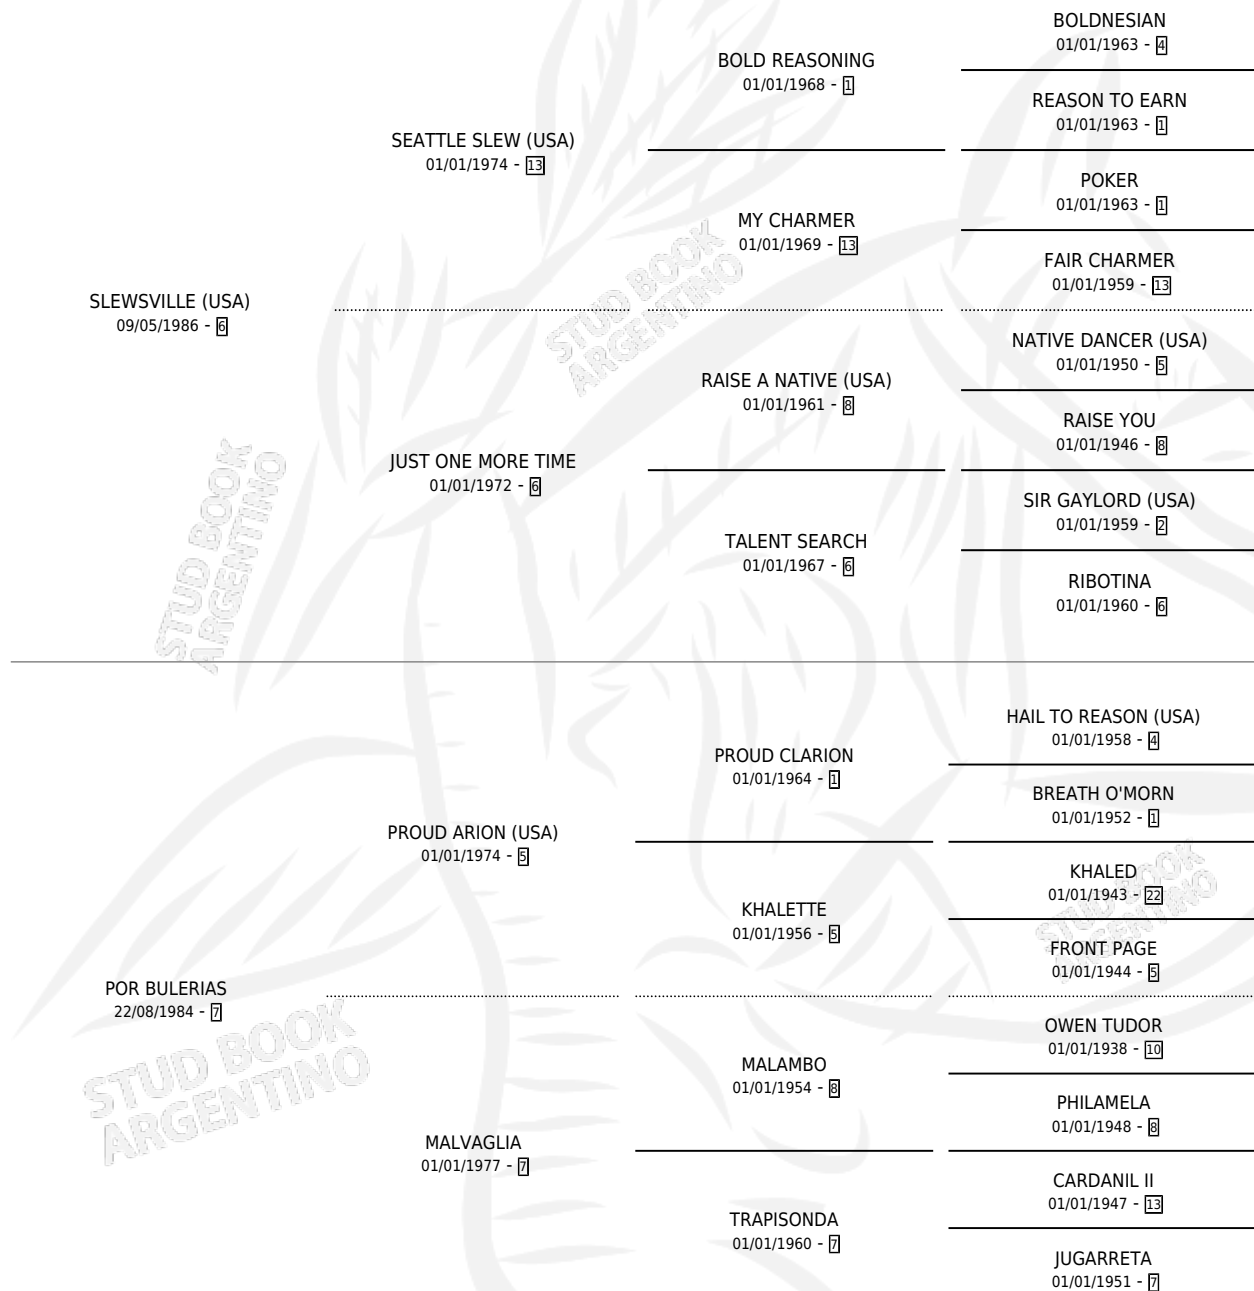 BOLDNESIAN
01/01/1963 - 4
BOLD REASONING
01/01/1968 - 1
REASON TO EARN
01/01/1963 - 1
SEATTLE SLEW (USA)
01/01/1974 - 13
POKER
01/01/1963 - 1
MY CHARMER
01/01/1969 - 13
FAIR CHARMER
01/01/1959 - 13
SLEWSVILLE (USA)
09/05/1986 - 6
NATIVE DANCER (USA)
01/01/1950 - 5
RAISE A NATIVE (USA)
01/01/1961 - 8
RAISE YOU
01/01/1946 - 8
JUST ONE MORE TIME
01/01/1972 - 6
SIR GAYLORD (USA)
01/01/1959 - 2
TALENT SEARCH
01/01/1967 - 6
RIBOTINA
01/01/1960 - 6
HAIL TO REASON (USA)
01/01/1958 - 4
PROUD CLARION
01/01/1964 - 1
BREATH O'MORN
01/01/1952 - 1
PROUD ARION (USA)
01/01/1974 - 5
KHALED
01/01/1943 - 22
KHALETTE
01/01/1956 - 5
FRONT PAGE
01/01/1944 - 5
POR BULERIAS
22/08/1984 - 7
OWEN TUDOR
01/01/1938 - 10
MALAMBO
01/01/1954 - 8
PHILAMELA
01/01/1948 - 8
MALVAGLIA
01/01/1977 - 7
CARDANIL II
01/01/1947 - 13
TRAPISONDA
01/01/1960 - 7
JUGARRETA
01/01/1951 - 7
STUD BOOK
ARGENTINO
STUD BOOK
ARGENTINO
STUD BOOK
ARGENTINO
STUD BOOK
ARGENTINO